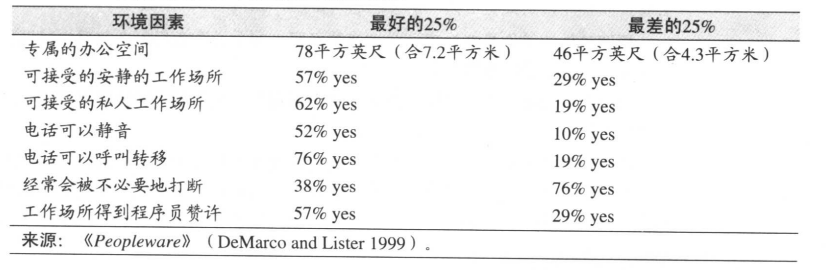 环境因素 最好的25% 最差的25%
专属的办公空间 78平方英尺（合7.2平方米） 46平方英尺（合4.3平方米）
可接受的安静的工作场所 57% yes 29% yes
可接受的私人工作场所 62% yes 19% yes
电话可以静音 52% yes 10% yes
电话可以呼叫转移 76% yes 19% yes
经常会被不必要地打断 38% yes 76% yes
工作场所得到程序员赞许 57% yes 29% yes
来源：《Peopleware》（DeMarco and Lister 1999）。